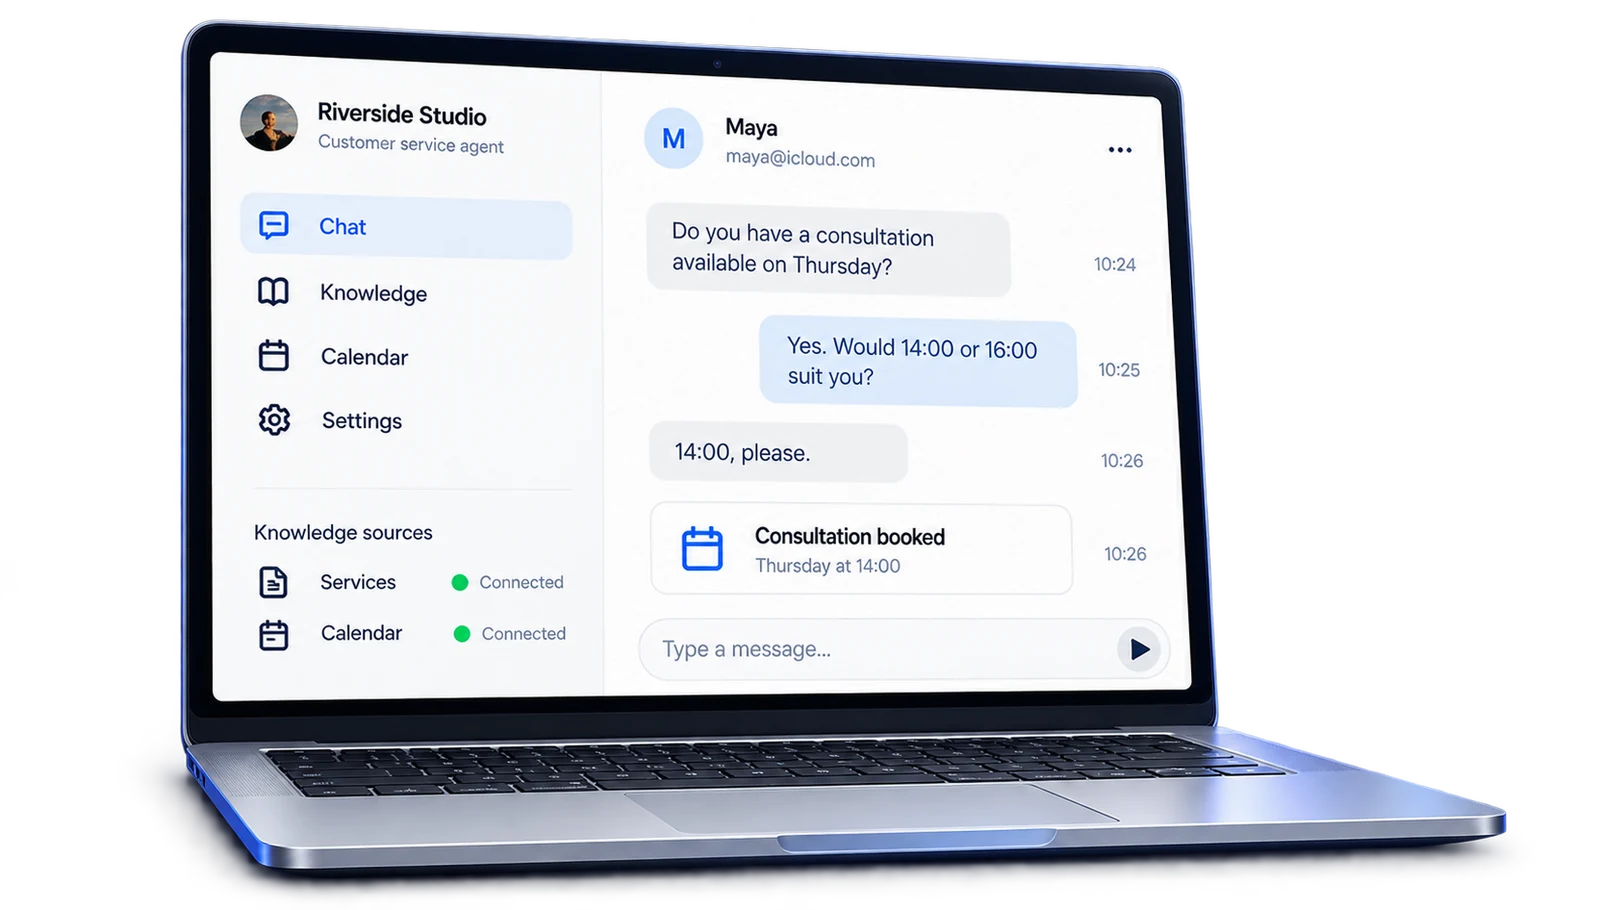 Riverside Studio
Customer service agent
Chat
Knowledge
Calendar
Settings
Knowledge sources
Services
Connected
Calendar
Connected
M
Maya
maya@icloud.com
Do you have a consultation
available on Thursday?
10:24
Yes. Would 14:00 or 16:00
suit you?
10:25
14:00, please.
10:26
Consultation booked
Thursday at 14:00
10:26
Type a message...